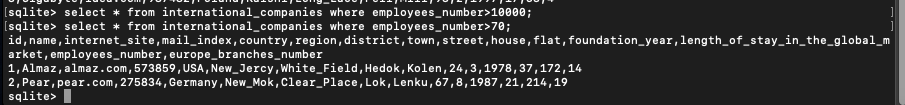 [sqlite> select * from international_companies where employees_number>10000; ]
[sqlite> select * from international_companies where employees_number>70; ]
id,name,internet_site,mail_index,country,region,district,town,street,house,flat,foundation_year,length_of_stay_in_the_global_m
arket,employees_number,europe_branches_number
1,Almaz,almaz.com,573859,USA,New_Jercy,White_Field,Hedok,Kolen,24,3,1978,37,172,14
2,Pear,pear.com,275834,Germany,New_Mok,Clear_Place,Lok,Lenku,67,8,1987,21,214,19
sqlite>